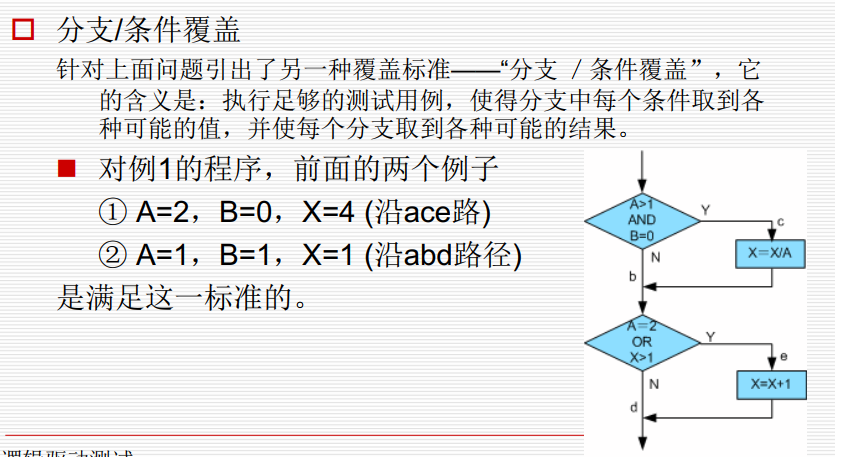 分支/条件覆盖
针对上面问题引出了另一种覆盖标准——“分支 / 条件覆盖”，它
的含义是：执行足够的测试用例，使得分支中每个条件取到各
种可能的值，并使每个分支取到各种可能的结果。
对例1的程序，前面的两个例子
① A=2，B=0，X=4 (沿ace路)
② A=1，B=1，X=1 (沿abd路径)
是满足这一标准的。
A>1
AND
B=0
Y
c
X=X/A
N
b
A=2
OR
X>1
Y
e
X=X+1
N
d